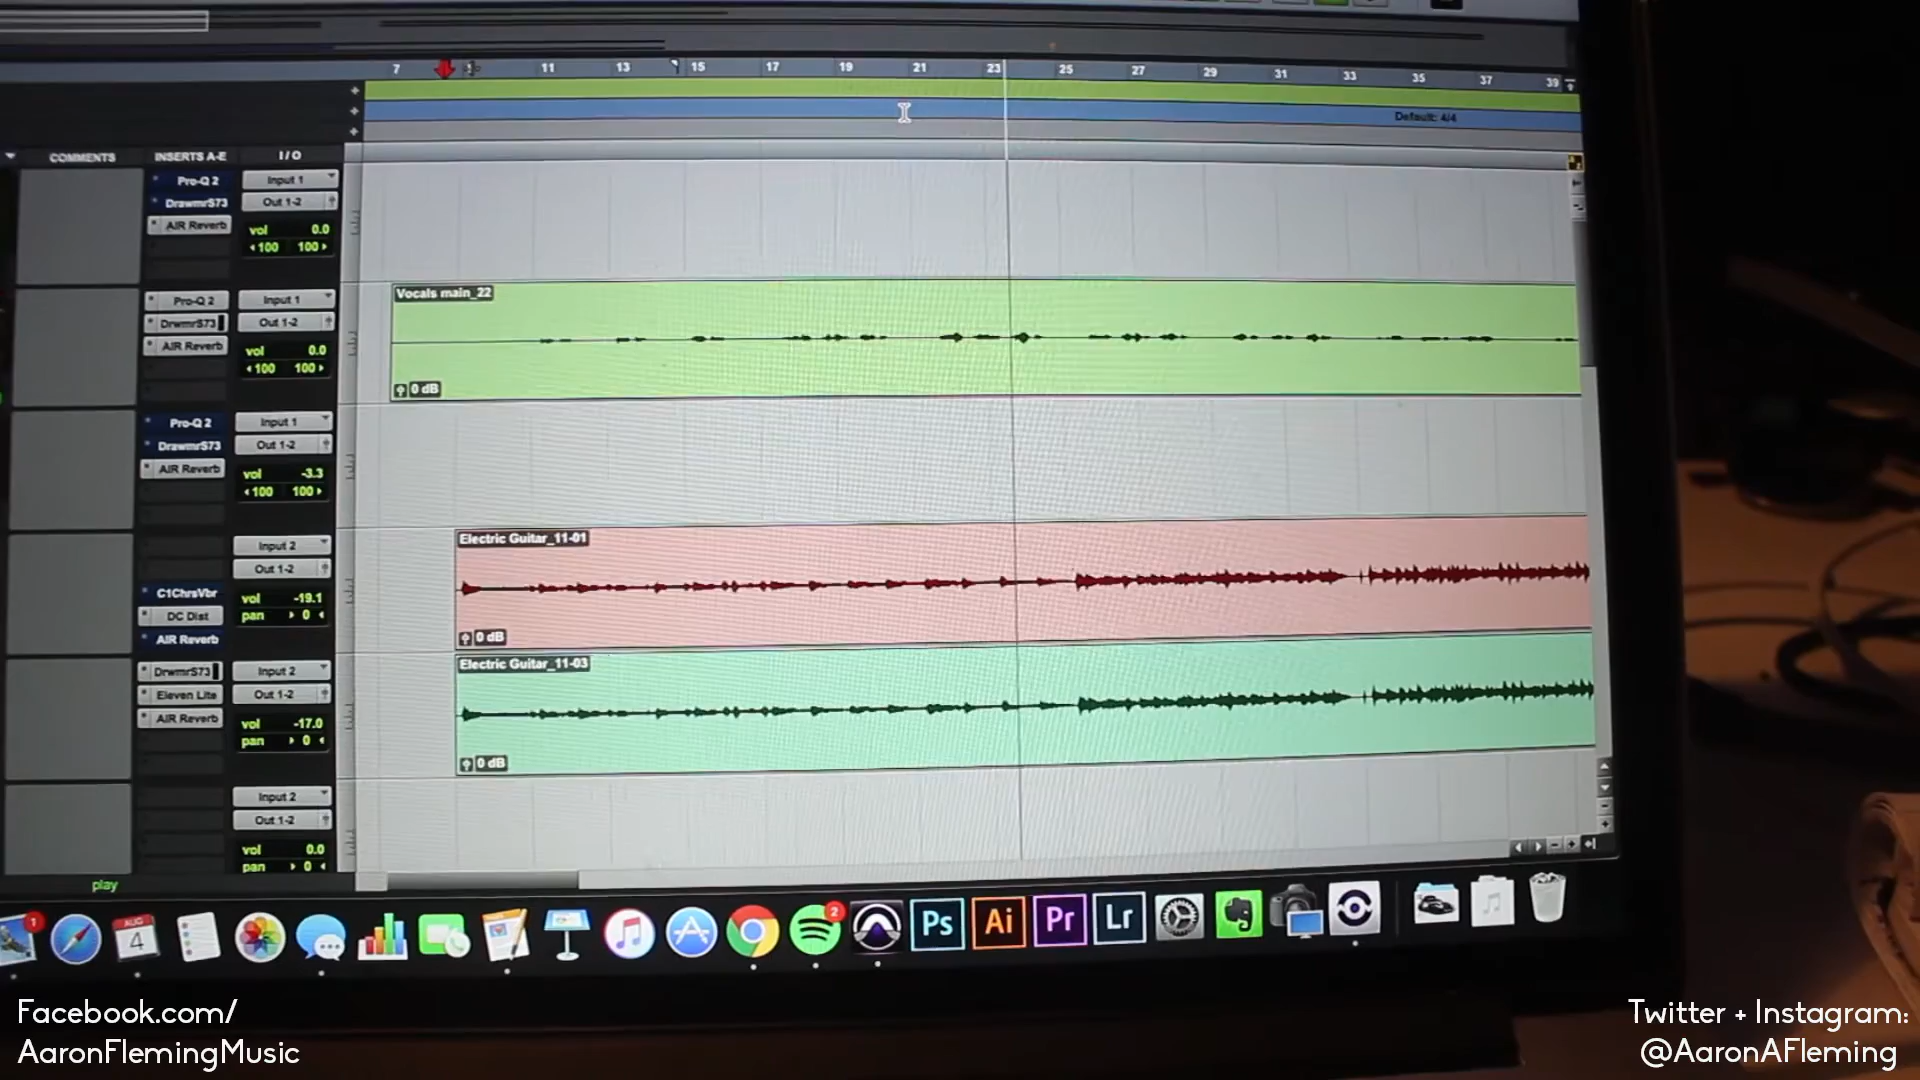 7 11 13 15 17 19 21 23 25 27 29 31 33 35 37 39
Default: 4/4
COMMENTS INSERTS A-E I/O
Pro-Q 2 Input 1
DrawmrS73 Out 1-2
AIR Reverb vol 0.0
100 100
Vocals main_22
Pro-Q 2 Input 1
DrwmrS73 Out 1-2
AIR Reverb vol 0.0
100 100
0 dB
Pro-Q 2 Input 1
DrawmrS73 Out 1-2
AIR Reverb vol -3.3
100 100
Electric Guitar_11-01
Input 2
Out 1-2
C1ChrsVbr vol -19.1
DC Dist pan 0
AIR Reverb
0 dB
Electric Guitar_11-03
DrwmrS73 Input 2
Eleven Lite Out 1-2
AIR Reverb vol -17.0
pan 0
0 dB
Input 2
Out 1-2
vol 0.0
pan 0
play
1
AUG
4
2
Ps Ai Pr Lr
Facebook.com/
AaronFlemingMusic
Twitter + Instagram:
@AaronAFleming